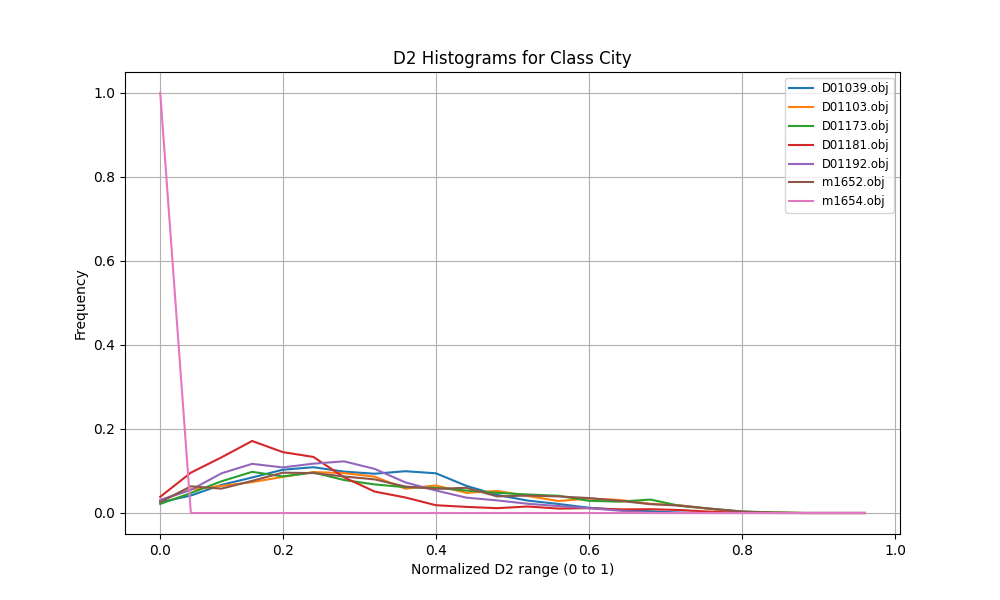 D2 Histograms for Class City
1.0
0.8
0.6
0.4
0.2
0.0
Frequency
D01039.obj
D01103.obj
D01173.obj
D01181.obj
D01192.obj
m1652.obj
m1654.obj
0.0 0.2 0.4 0.6 0.8 1.0
Normalized D2 range (0 to 1)